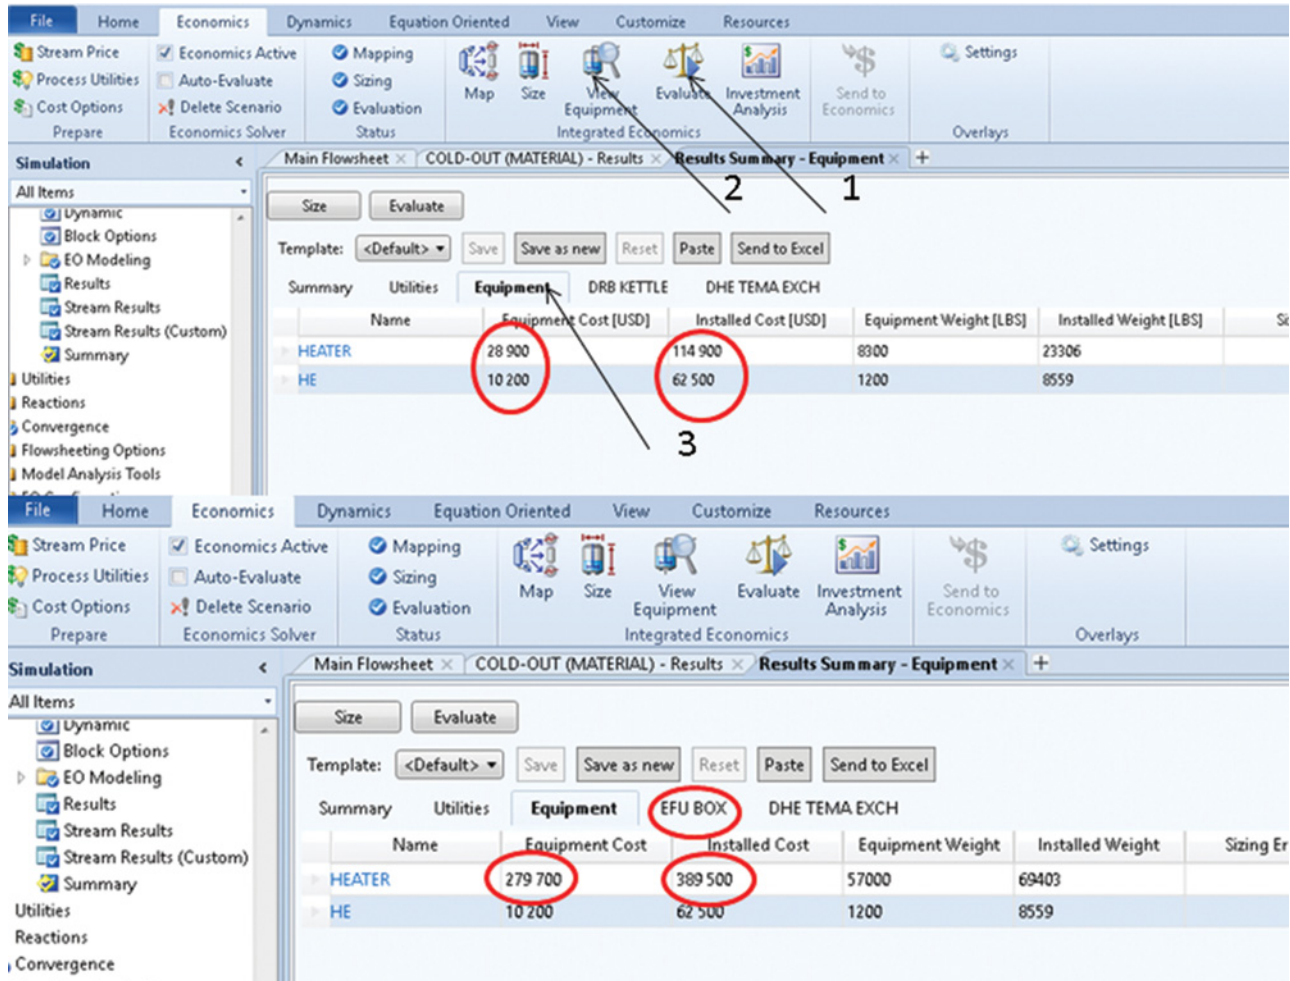 File Home Economics Dynamics Equation Oriented View Customize Resources
Stream Price Economics Active Mapping Settings
Process Utilities Auto-Evaluate Sizing Map Size View Evaluate Investment Send to
Cost Options Delete Scenario Evaluation Equipment Analysis Economics
Prepare Economics Solver Status Integrated Economics Overlays
Simulation < Main Flowsheet × COLD-OUT (MATERIAL) - Results × Results Summary - Equipment × +
2 1
All Items
Size Evaluate
Dynamic
Block Options
EO Modeling
Results
Stream Results
Stream Results (Custom)
Summary
Utilities
Reactions
Convergence
Flowsheeting Options
Model Analysis Tools
Template: <Default> Save Save as new Reset Paste Send to Excel
Summary Utilities Equipment DRB KETTLE DHE TEMA EXCH
Name Equipment Cost [USD] Installed Cost [USD] Equipment Weight [LBS] Installed Weight [LBS]
HEATER 28 900 114 900 8300 23306
HE 10 200 62 500 1200 8559
3
File Home Economics Dynamics Equation Oriented View Customize Resources
Stream Price Economics Active Mapping Settings
Process Utilities Auto-Evaluate Sizing Map Size View Evaluate Investment Send to
Cost Options Delete Scenario Evaluation Equipment Analysis Economics
Prepare Economics Solver Status Integrated Economics Overlays
Simulation < Main Flowsheet × COLD-OUT (MATERIAL) - Results × Results Summary - Equipment × +
All Items
Size Evaluate
Dynamic
Block Options
EO Modeling
Results
Stream Results
Stream Results (Custom)
Summary
Utilities
Reactions
Convergence
Template: <Default> Save Save as new Reset Paste Send to Excel
Summary Utilities Equipment EFU BOX DHE TEMA EXCH
Name Equipment Cost Installed Cost Equipment Weight Installed Weight Sizing Er
HEATER 279 700 389 500 57000 69403
HE 10 200 62 500 1200 8559